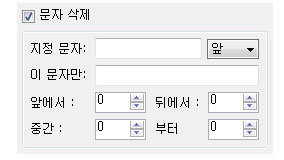 문자 삭제
지정 문자: 앞
이 문자만:
앞에서 : 0 뒤에서 : 0
중간 : 0 부터 0